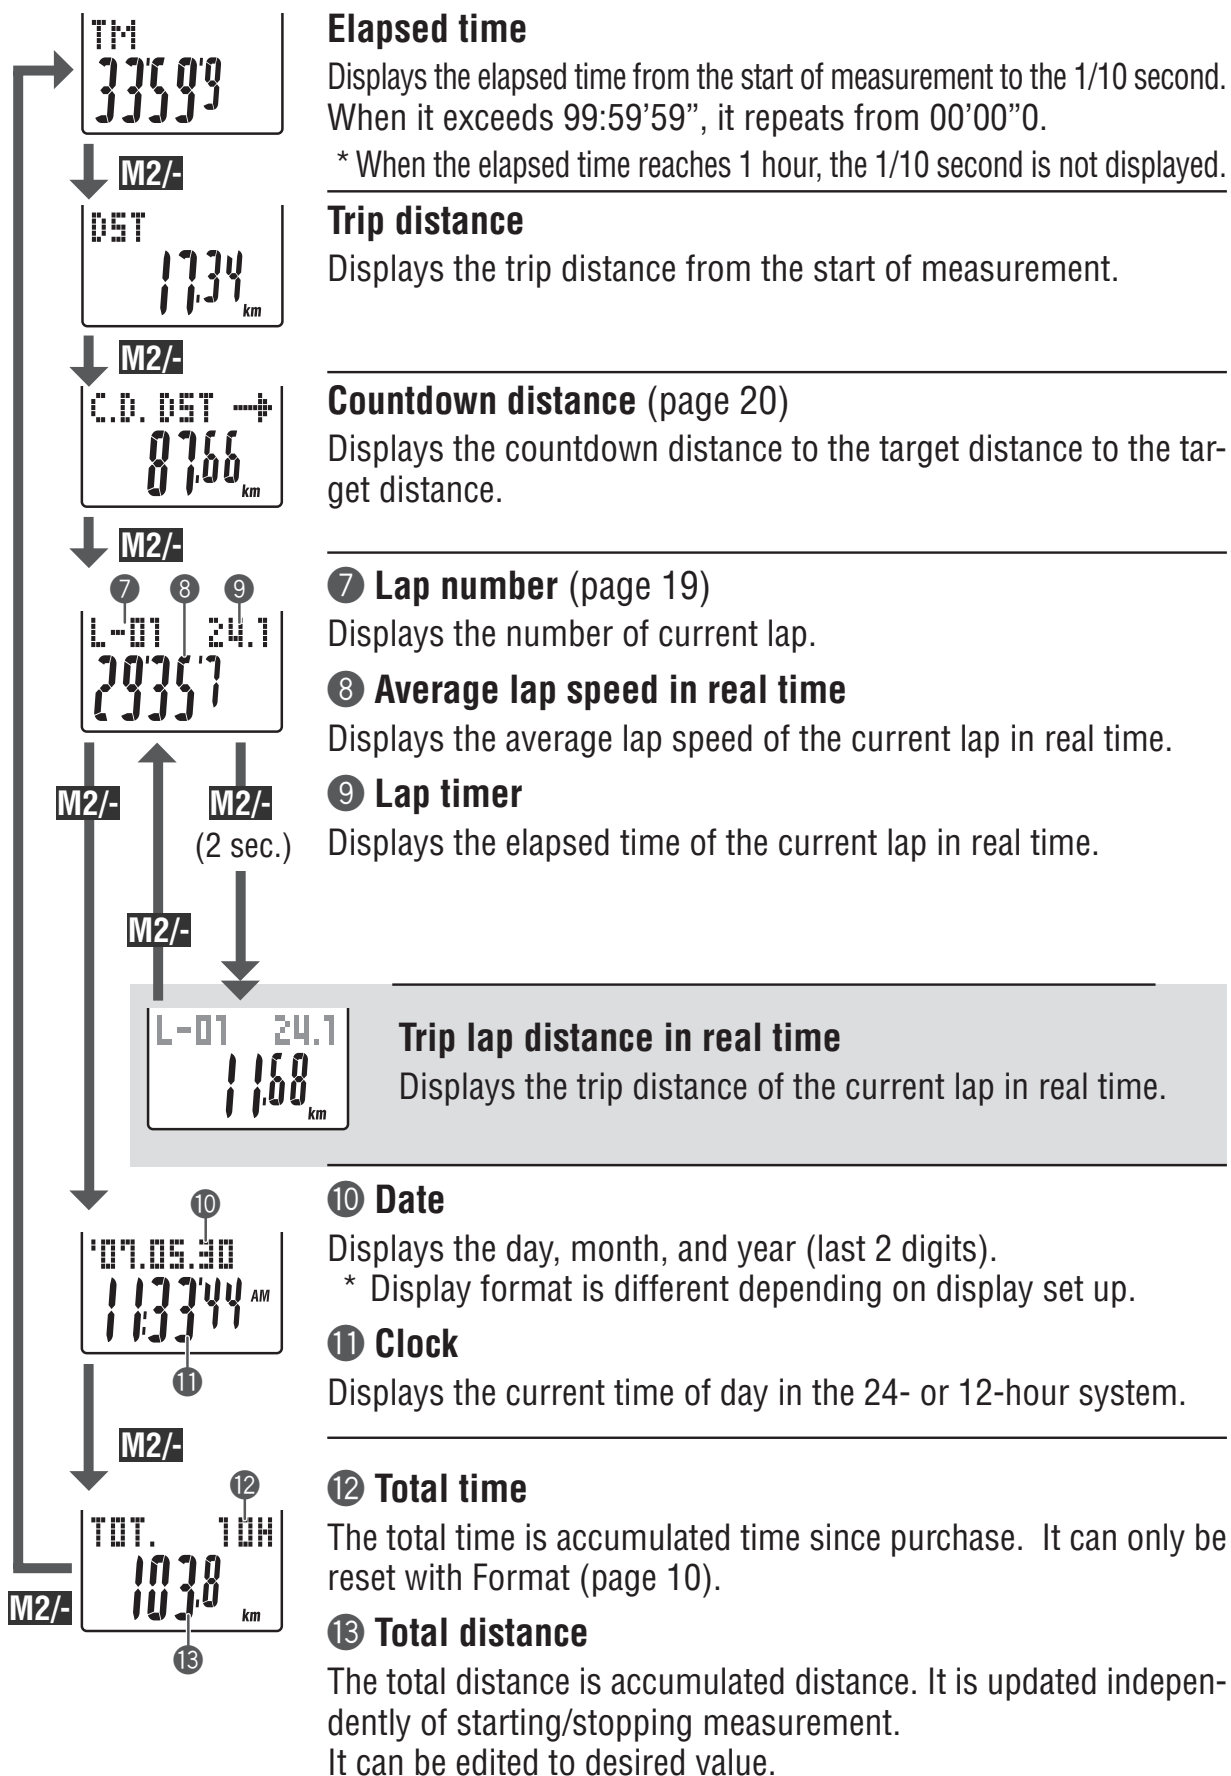 TM
33'59"9
Elapsed time
Displays the elapsed time from the start of measurement to the 1/10 second.
When it exceeds 99:59’59”, it repeats from 00’00”0.
* When the elapsed time reaches 1 hour, the 1/10 second is not displayed.
M2/-
DST
17.34
km
Trip distance
Displays the trip distance from the start of measurement.
M2/-
C.D. DST
87.66
km
Countdown distance (page 20)
Displays the countdown distance to the target distance to the tar-
get distance.
M2/-
7 8 9
L-01 24.1
29'35"7
7 Lap number (page 19)
Displays the number of current lap.
8 Average lap speed in real time
Displays the average lap speed of the current lap in real time.
9 Lap timer
Displays the elapsed time of the current lap in real time.
M2/- M2/-
(2 sec.)
M2/-
L-01 24.1
11.68
km
Trip lap distance in real time
Displays the trip distance of the current lap in real time.
10
'07.05.30
11:33'44 AM
11
10 Date
Displays the day, month, and year (last 2 digits).
* Display format is different depending on display set up.
11 Clock
Displays the current time of day in the 24- or 12-hour system.
M2/-
12
TOT. 10H
103.8
km
M2/-
13
12 Total time
The total time is accumulated time since purchase. It can only be
reset with Format (page 10).
13 Total distance
The total distance is accumulated distance. It is updated indepen-
dently of starting/stopping measurement.
It can be edited to desired value.